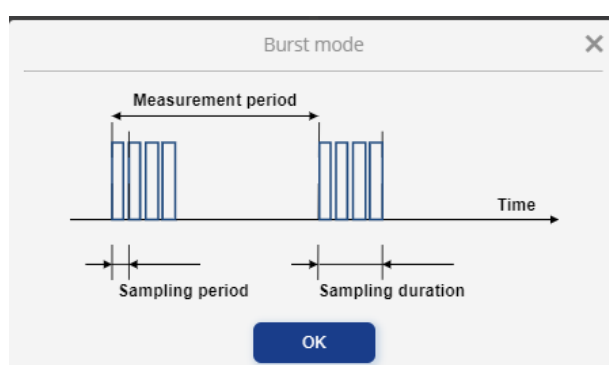 Burst mode
Measurement period
Time
Sampling period
Sampling duration
OK